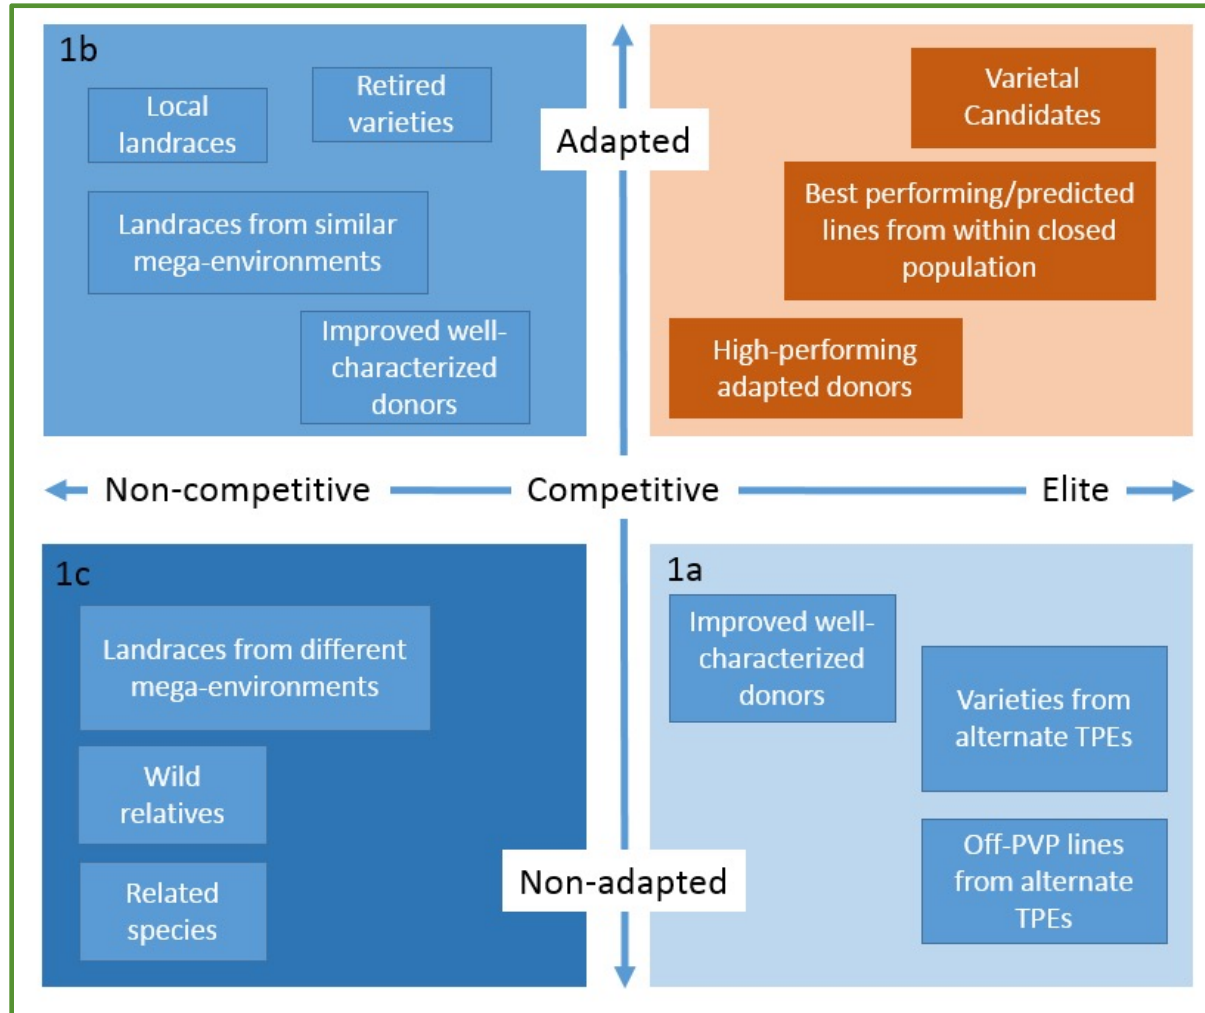 1b
Local
landraces
Retired
varieties
Landraces from similar
mega-environments
Improved well-
characterized
donors
Adapted
Varietal
Candidates
Best performing/predicted
lines from within closed
population
High-performing
adapted donors
Non-competitive
Competitive
Elite
1c
Landraces from different
mega-environments
Wild
relatives
Related
species
Non-adapted
1a
Improved well-
characterized
donors
Varieties from
alternate TPEs
Off-PVP lines
from alternate
TPEs